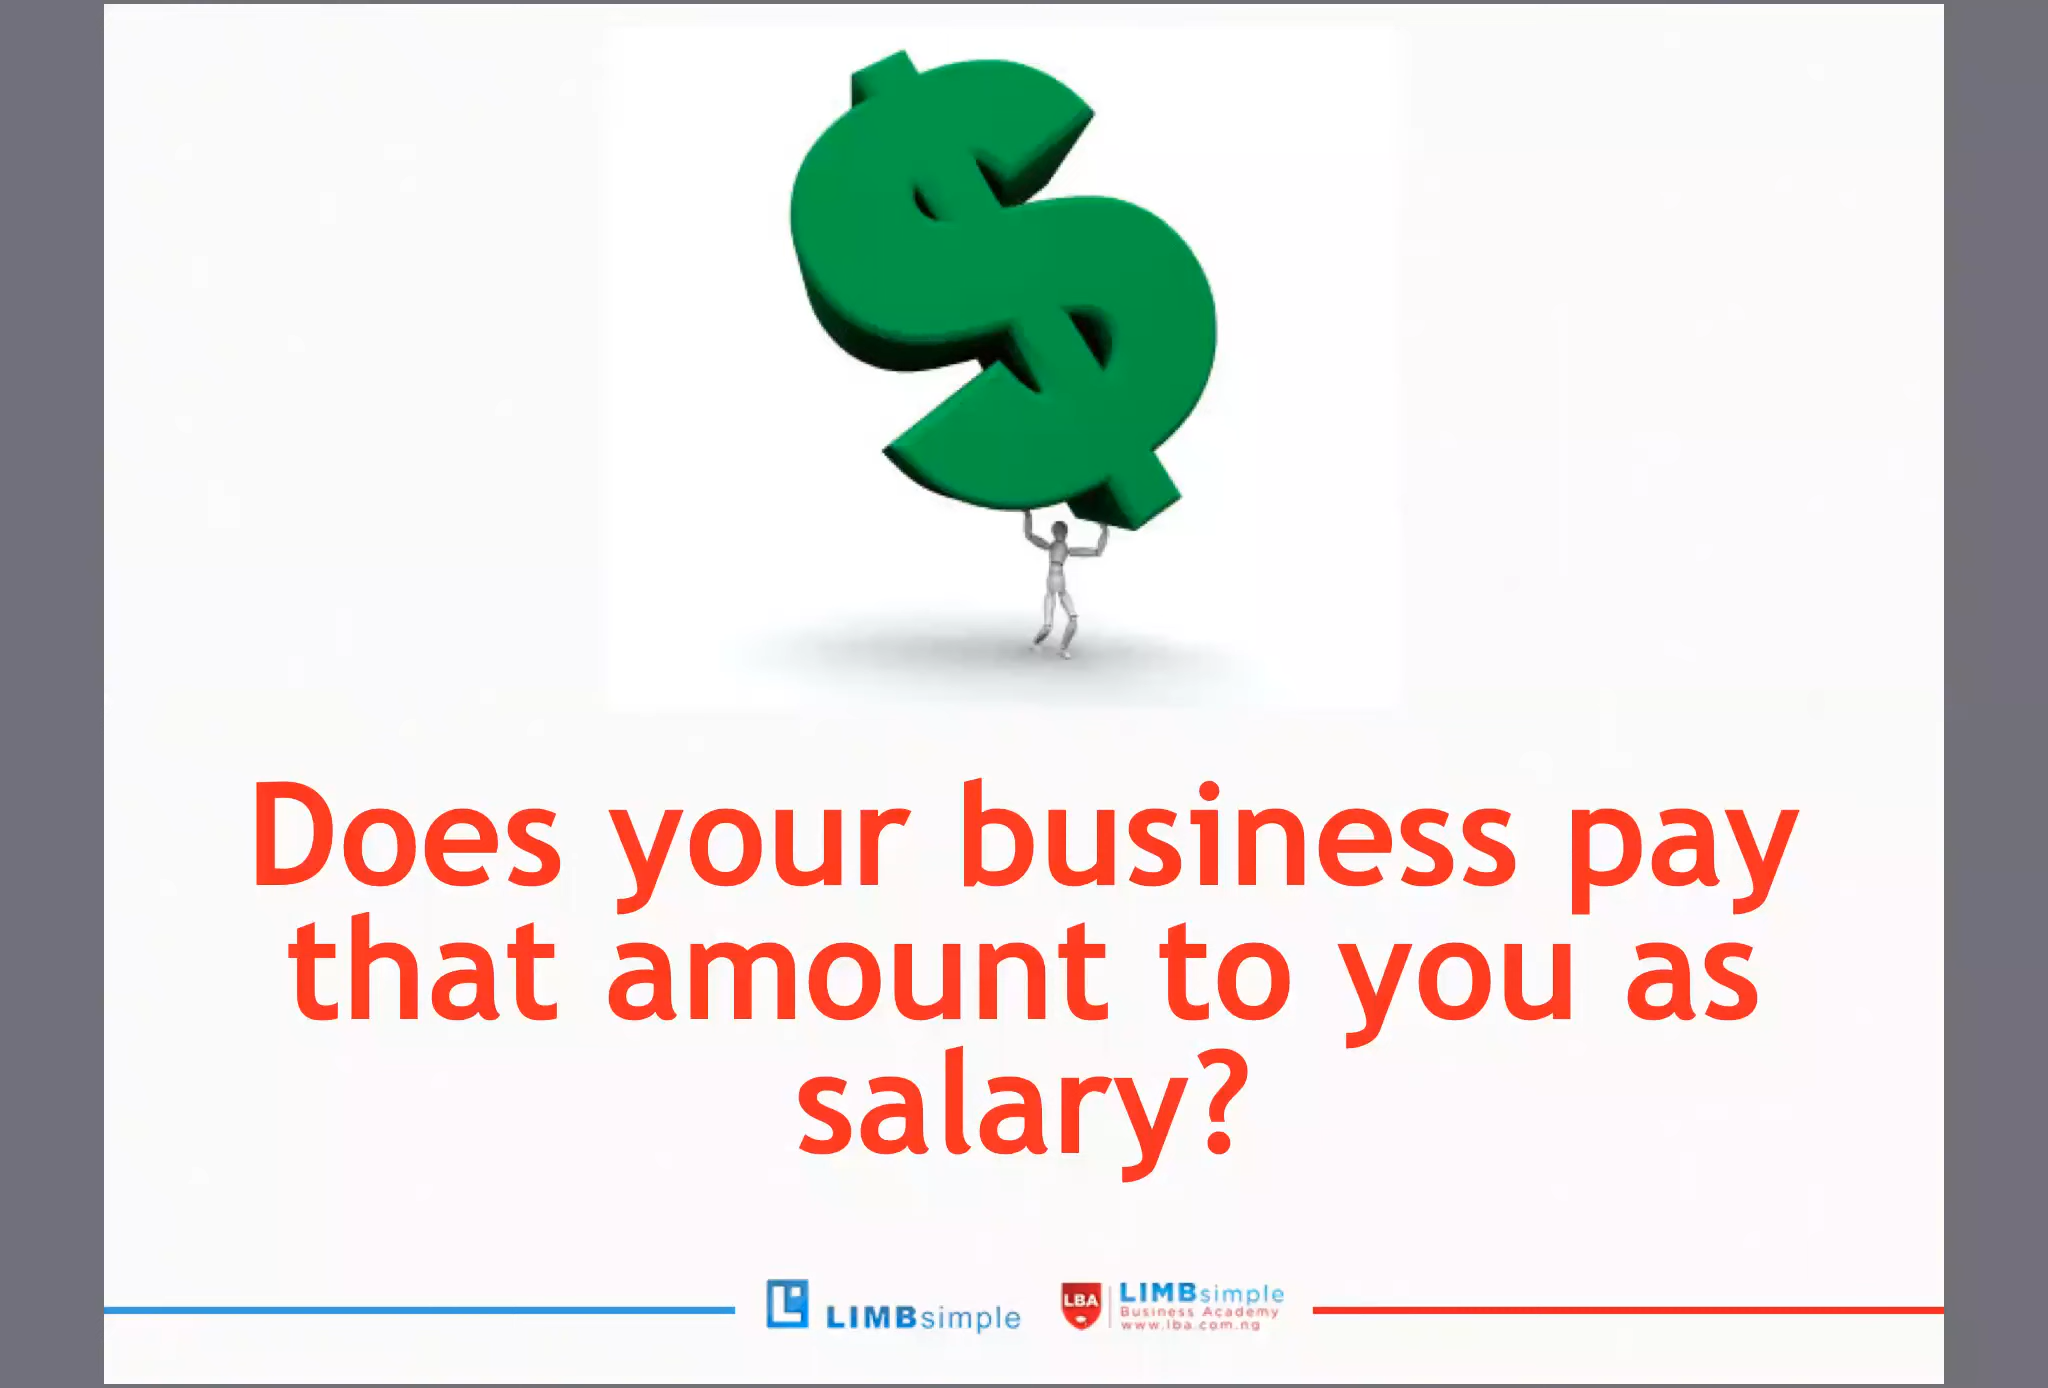 Does your business pay
that amount to you as
salary?
LIMBsimple
LBA
LIMBsimple
Business Academy
www.lba.com.ng